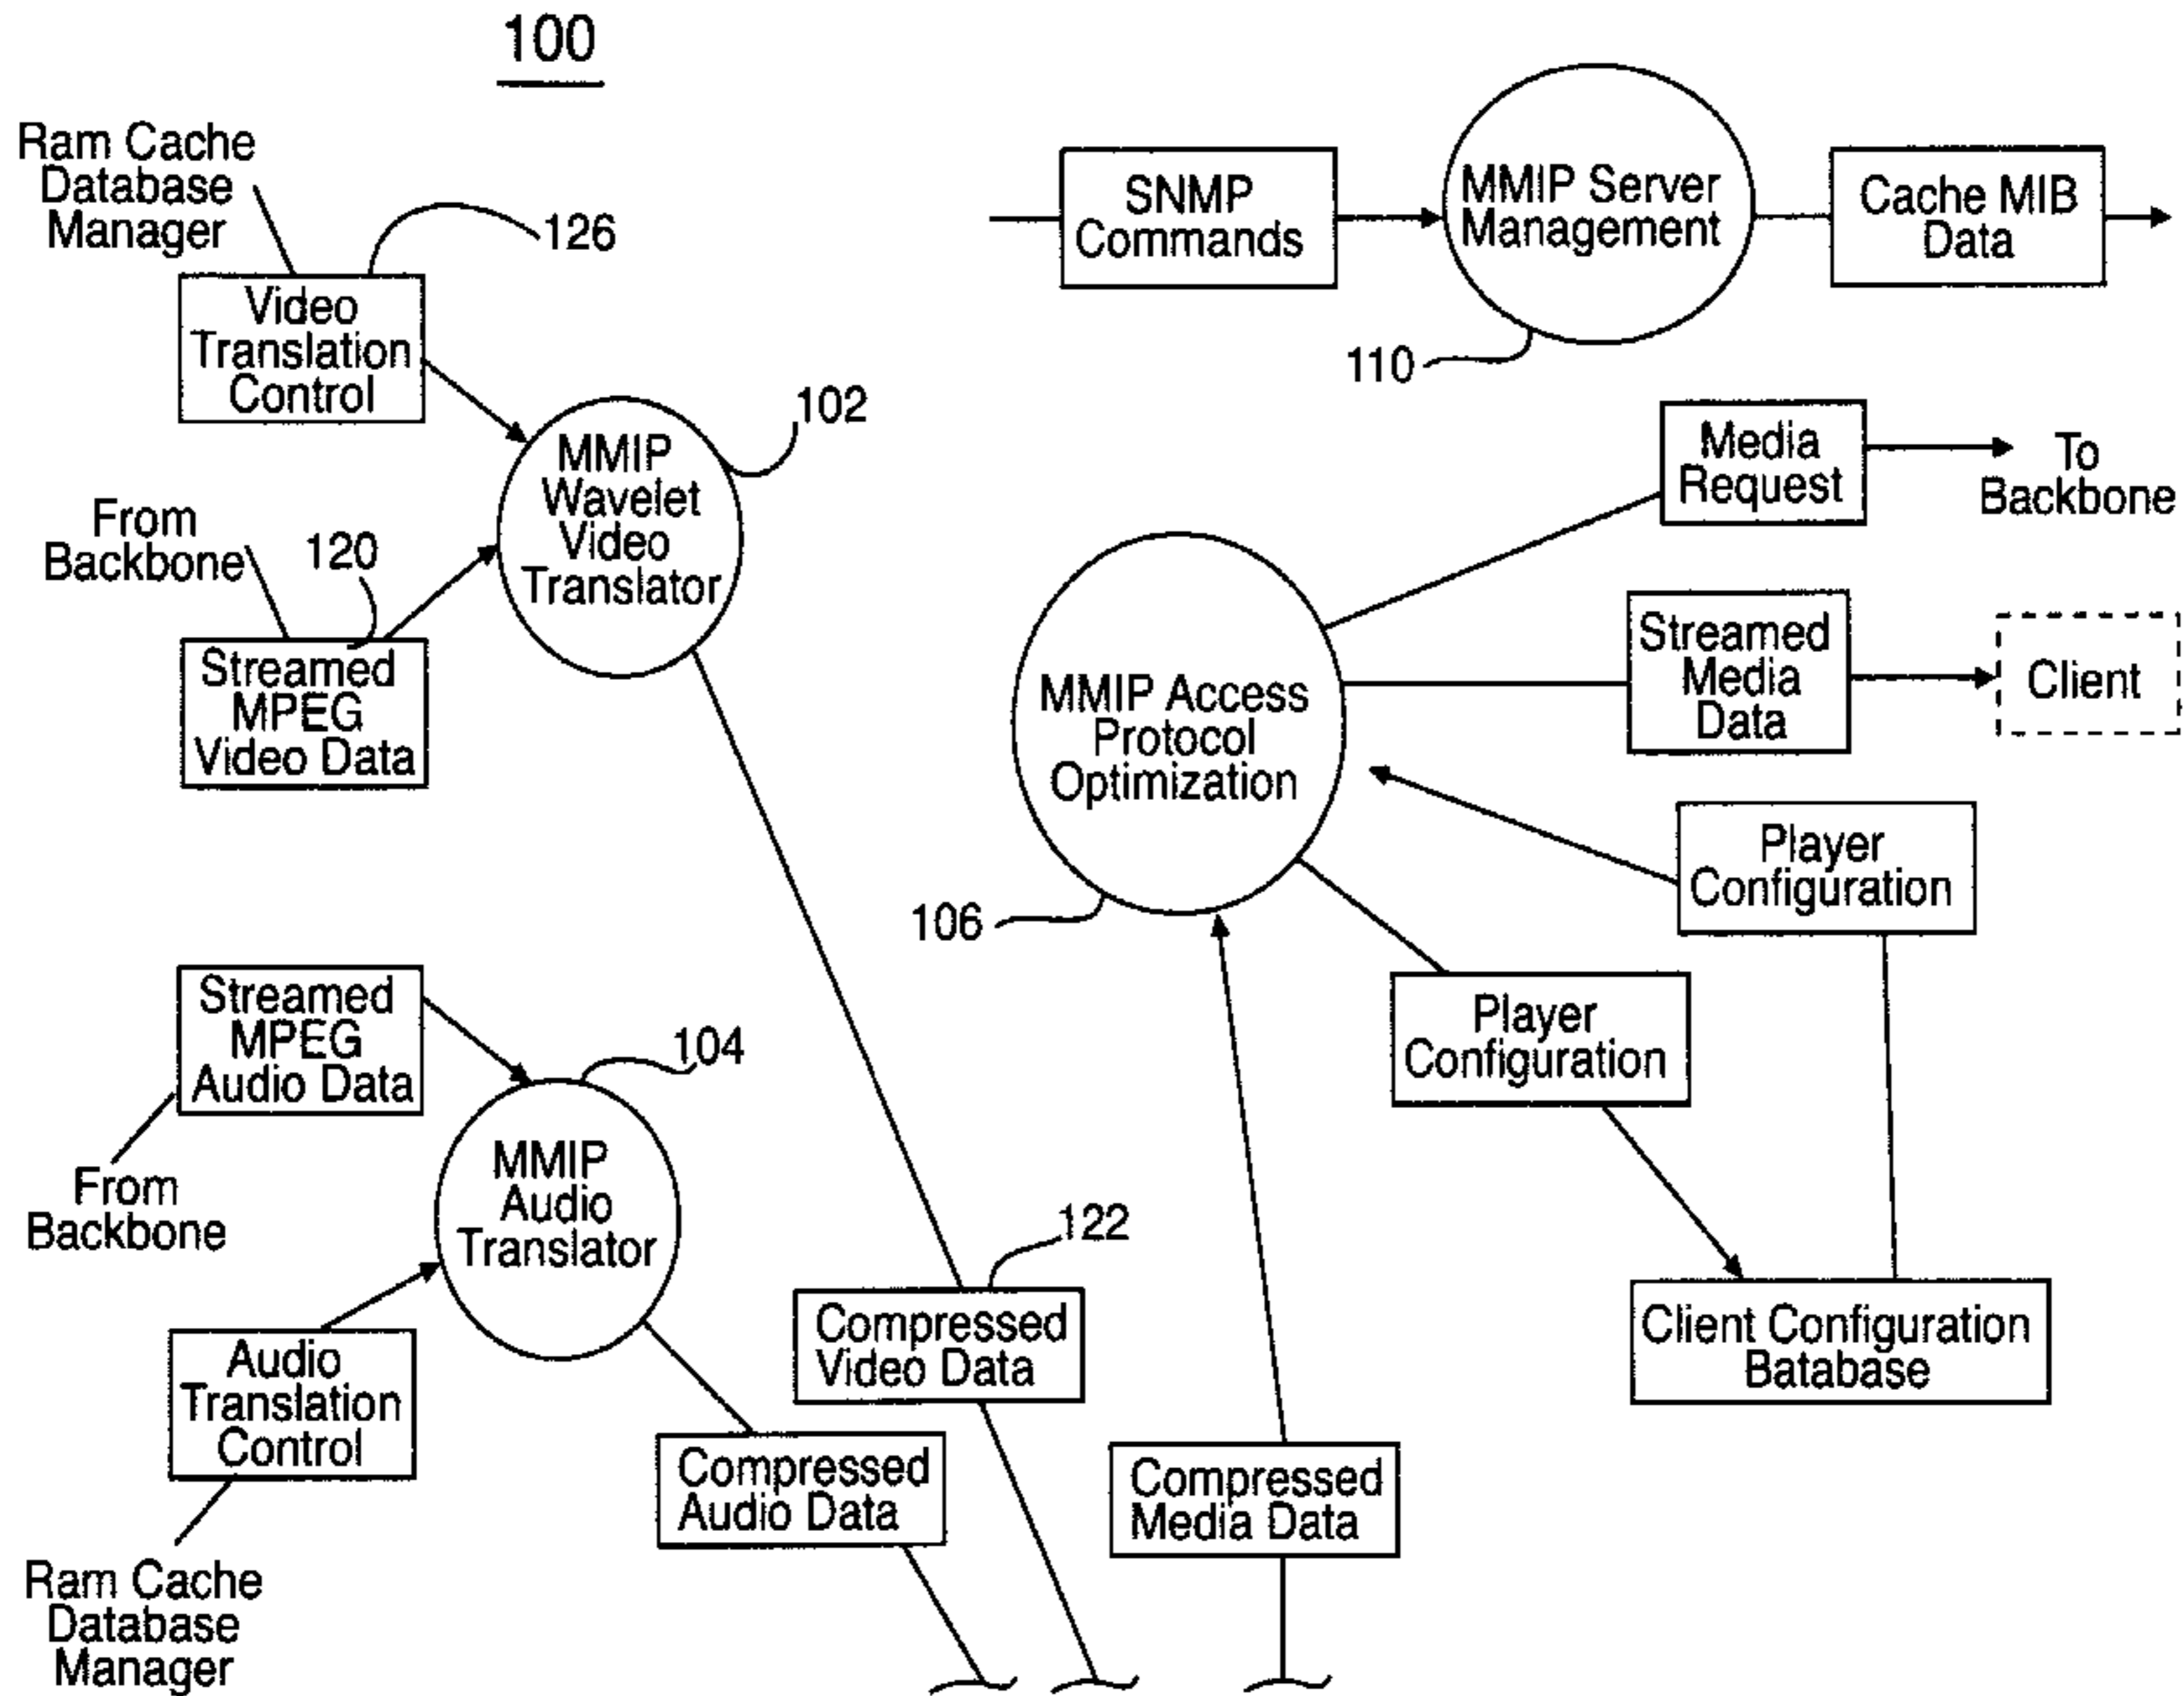 100
Ram Cache
Database
Manager
126
Video
Translation
Control
SNMP
Commands
MMIP Server
Management
Cache MIB
Data
110
102
MMIP
Wavelet
Video
Translator
From
Backbone
120
Streamed
MPEG
Video Data
Media
Request
To
Backbone
MMIP Access
Protocol
Optimization
Streamed
Media
Data
Client
Player
Configuration
106
Player
Configuration
Streamed
MPEG
Audio Data
104
From
Backbone
MMIP
Audio
Translator
122
Compressed
Video Data
Client Configuration
Batabase
Audio
Translation
Control
Compressed
Audio Data
Compressed
Media Data
Ram Cache
Database
Manager